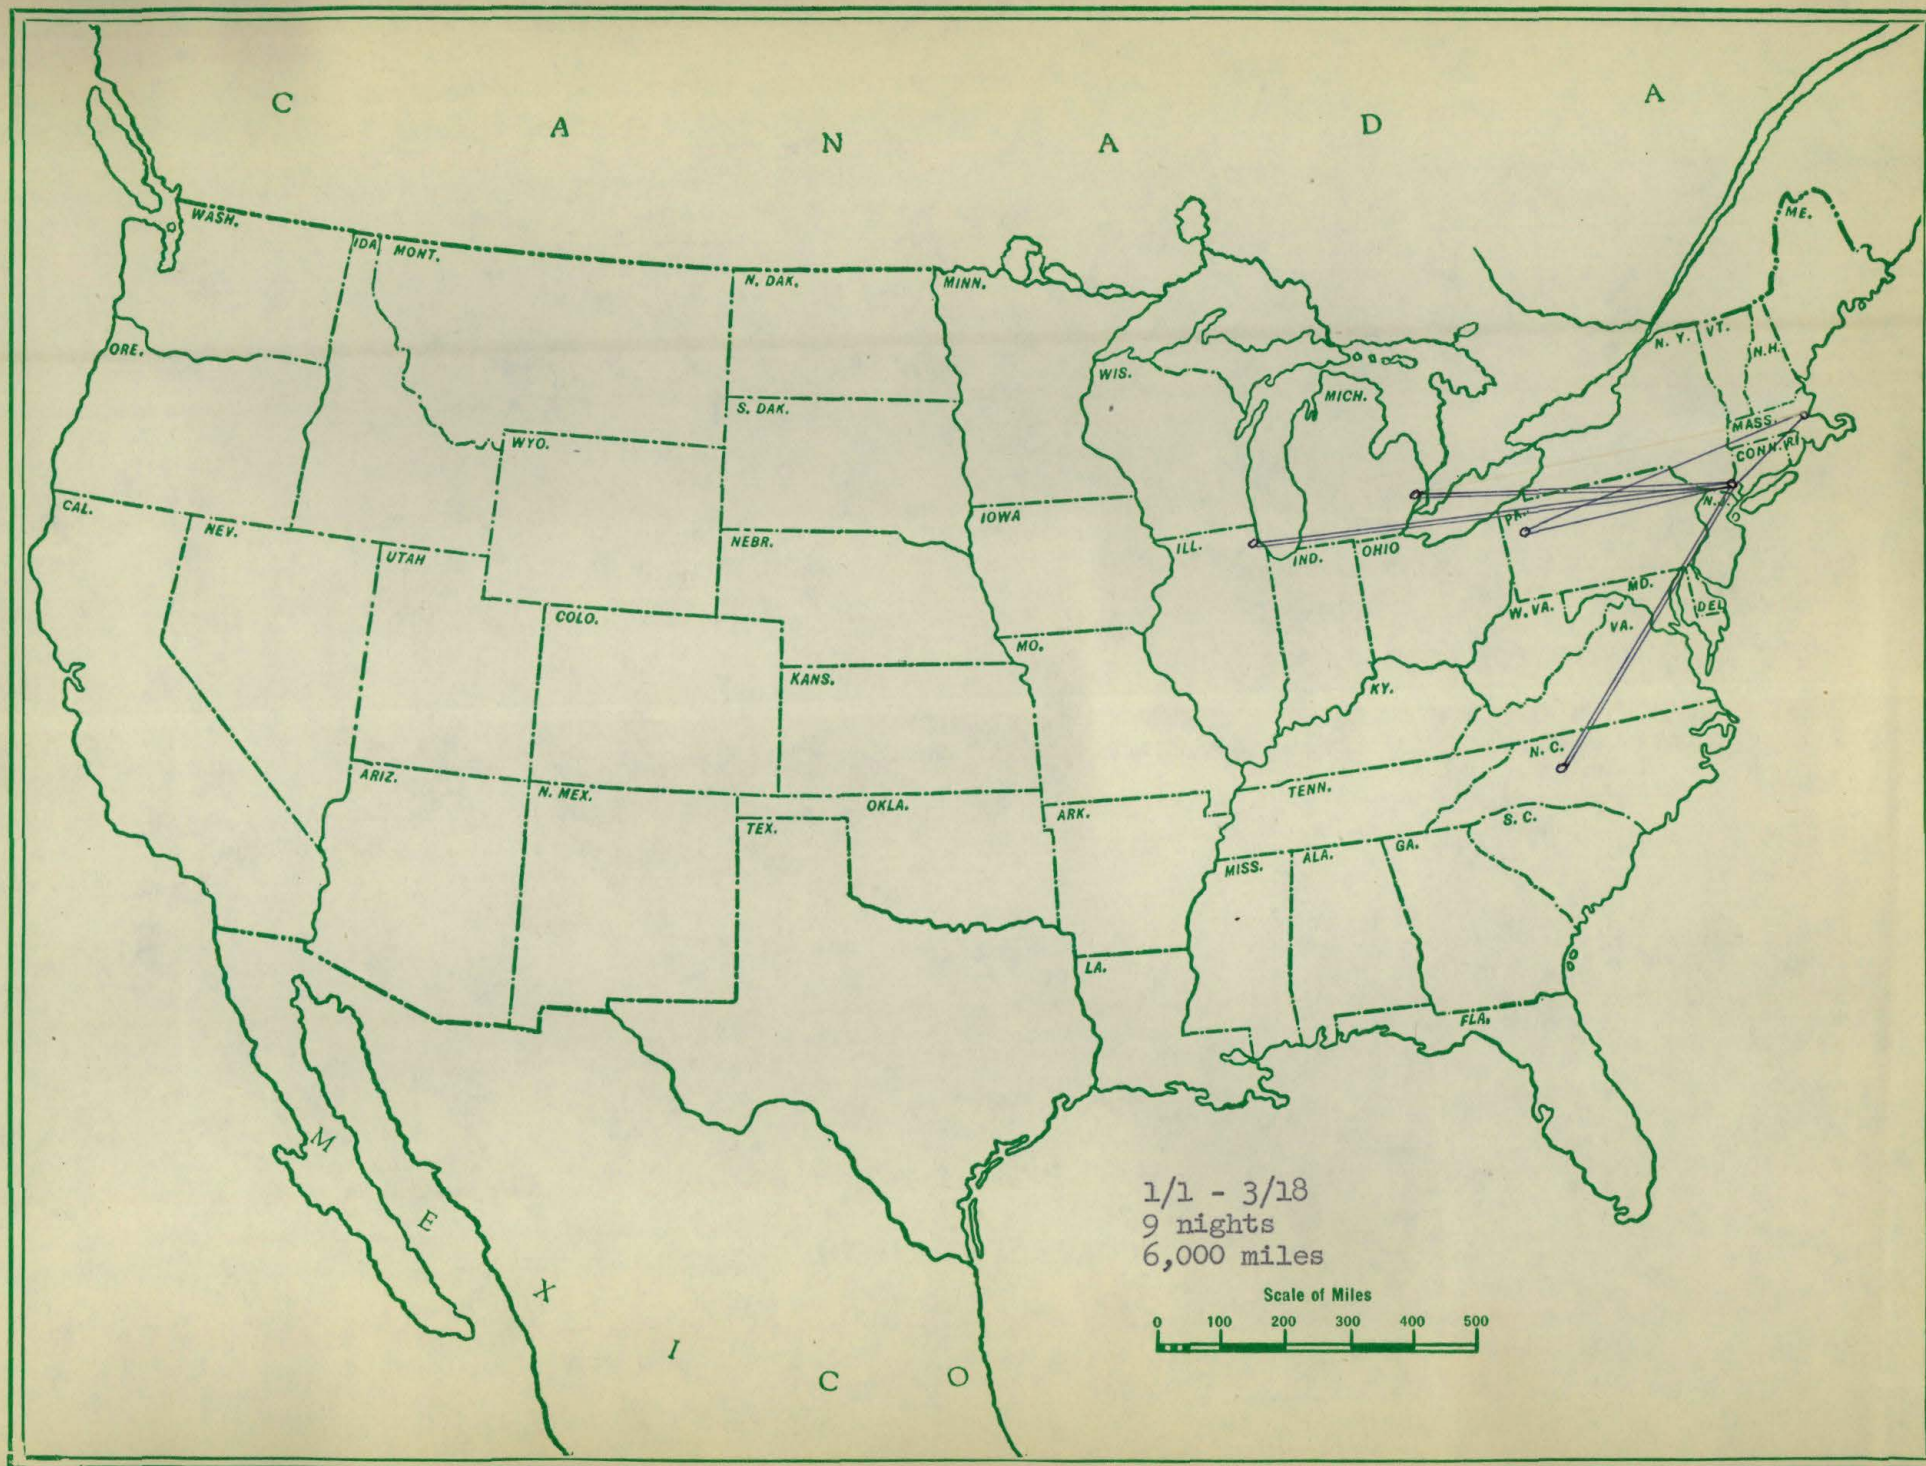 C A N A D A
WASH.
IDA
MONT.
N. DAK.
MINN.
ME.
ORE.
WIS.
MICH.
N. Y.
VT.
N.H.
S. DAK.
WYO.
MASS.
CONN.
RI
CAL.
NEV.
IOWA
N.J.
PA.
UTAH
NEBR.
ILL.
IND.
OHIO
COLO.
W. VA.
MD.
DEL
VA.
MO.
KANS.
KY.
ARIZ.
N. MEX.
OKLA.
TENN.
N. C.
TEX.
ARK.
S. C.
MISS.
ALA.
GA.
LA.
FLA.
M E X I C O
1/1 - 3/18
9 nights
6,000 miles
Scale of Miles
0 100 200 300 400 500